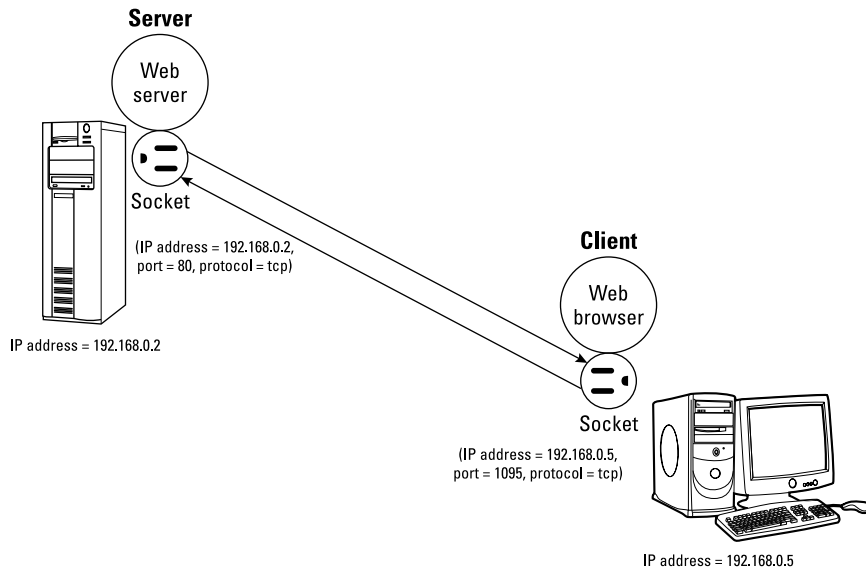 Server
Web
server
Socket
(IP address = 192.168.0.2,
port = 80, protocol = tcp)
IP address = 192.168.0.2
Client
Web
browser
Socket
(IP address = 192.168.0.5,
port = 1095, protocol = tcp)
IP address = 192.168.0.5